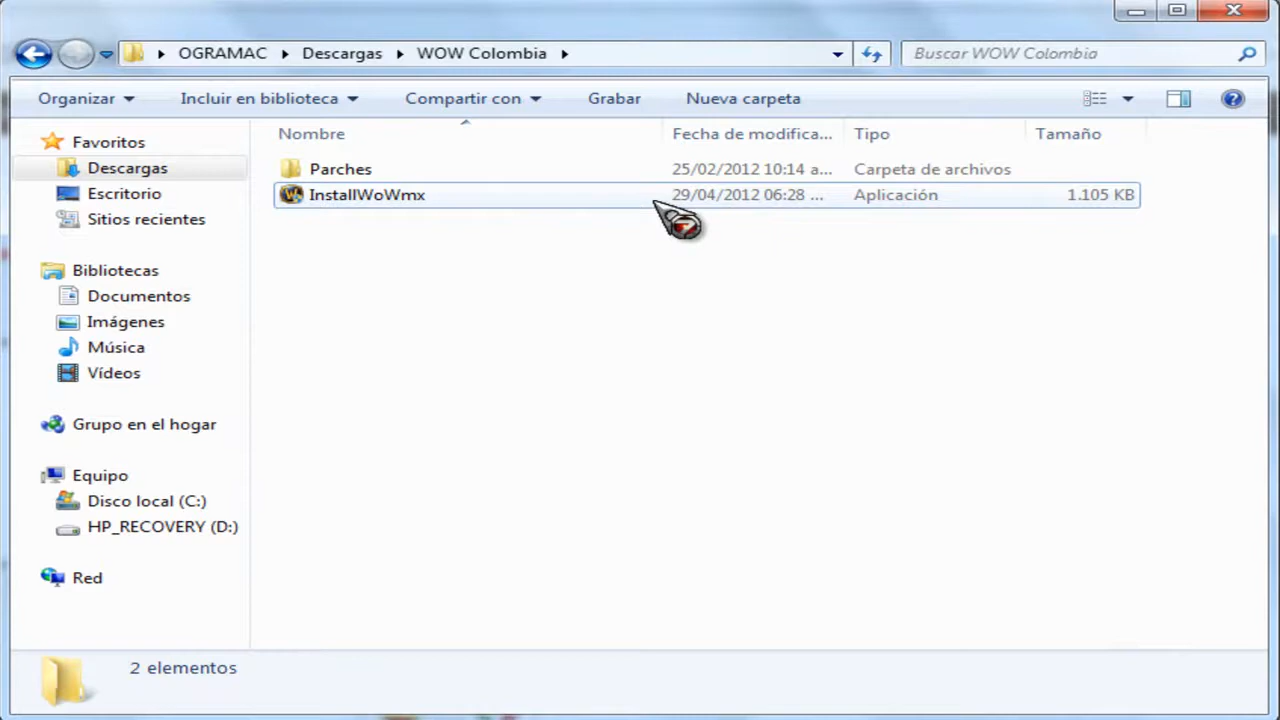 OGRAMAC Descargas WOW Colombia
Buscar WOW Colombia
Organizar Incluir en biblioteca Compartir con Grabar Nueva carpeta
Favoritos
Descargas
Escritorio
Sitios recientes
Bibliotecas
Documentos
Imágenes
Música
Vídeos
Grupo en el hogar
Equipo
Disco local (C:)
HP_RECOVERY (D:)
Red
Nombre Fecha de modifica... Tipo Tamaño
Parches 25/02/2012 10:14 a... Carpeta de archivos
InstallWoWmx 29/04/2012 06:28 ... Aplicación 1.105 KB
2 elementos